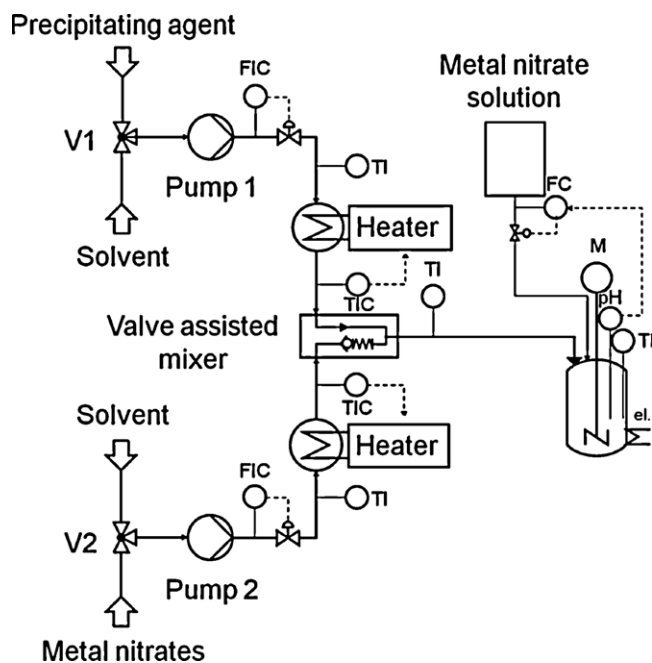 Precipitating agent
FIC
Metal nitrate
solution
V1
Pump 1
TI
FC
Solvent
Heater
M
TI
pH
TIC
Valve assisted
mixer
TI
TIC
Solvent
el.
Heater
FIC
TI
V2
Pump 2
Metal nitrates